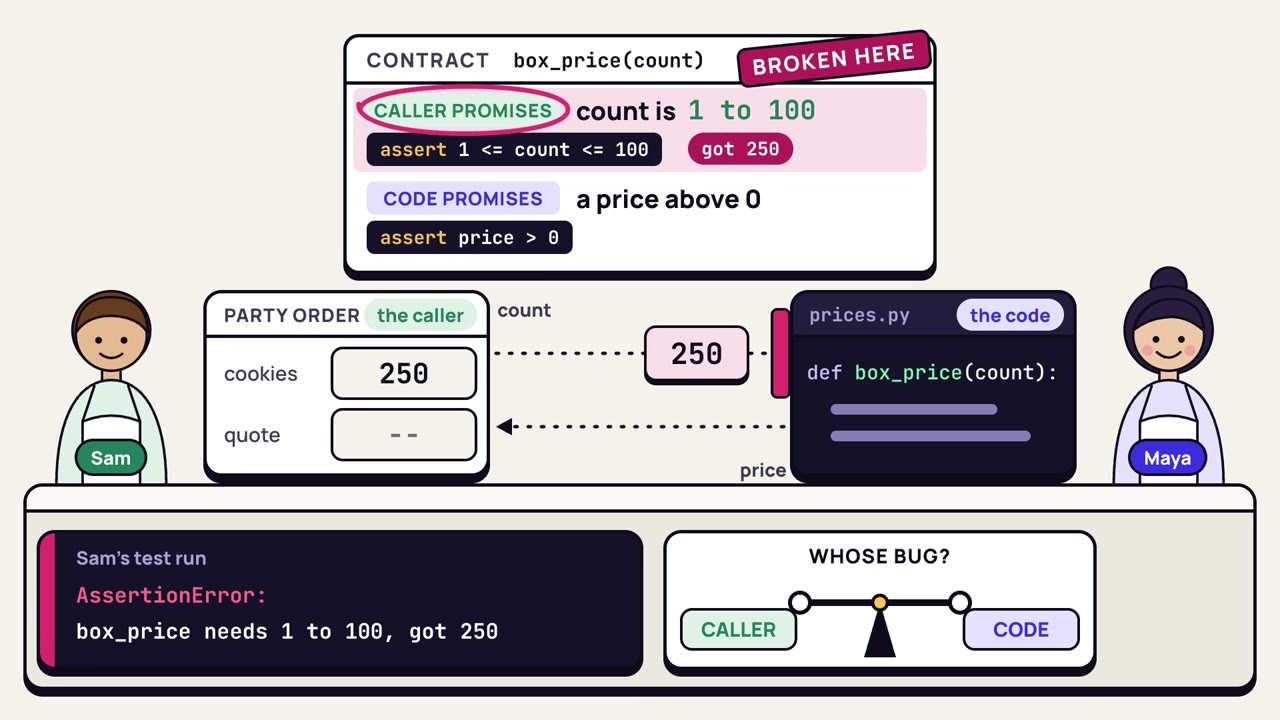 CONTRACT box_price(count)
BROKEN HERE
CALLER PROMISES count is 1 to 100
assert 1 <= count <= 100 got 250
CODE PROMISES a price above 0
assert price > 0
PARTY ORDER the caller
cookies 250
quote --
count
250
price
prices.py the code
def box_price(count):
Sam
Maya
Sam's test run
AssertionError:
box_price needs 1 to 100, got 250
WHOSE BUG?
CALLER CODE